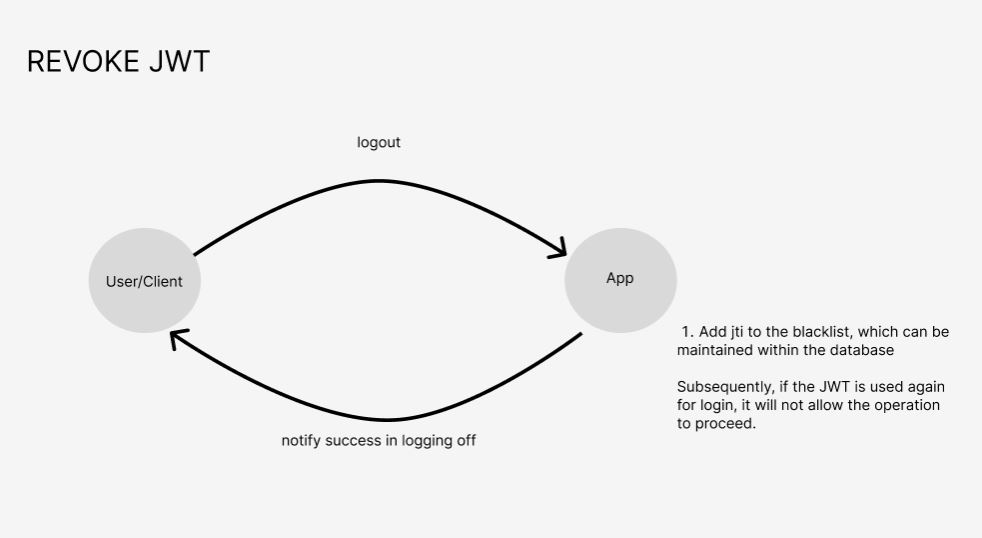 REVOKE JWT
logout
User/Client
App
1. Add jti to the blacklist, which can be
maintained within the database
Subsequently, if the JWT is used again
for login, it will not allow the operation
to proceed.
notify success in logging off